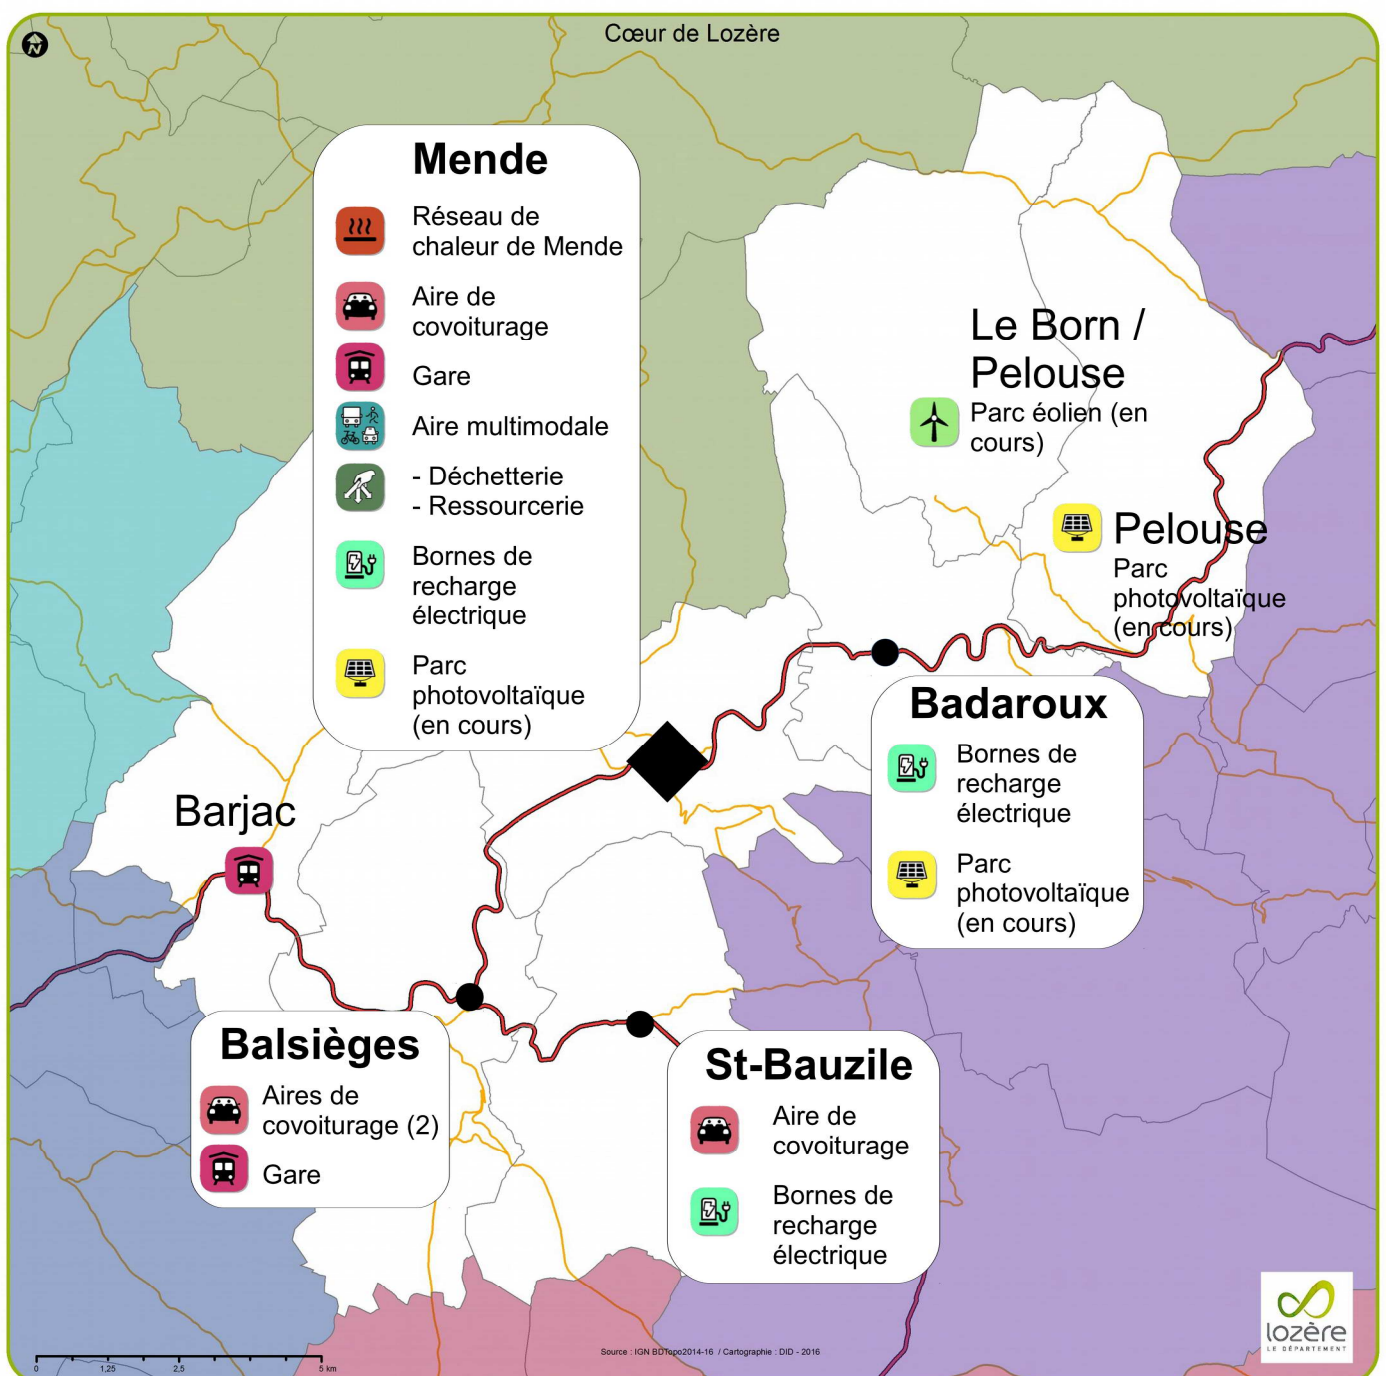 Cœur de Lozère
N
Mende
Réseau de
chaleur de Mende
Aire de
covoiturage
Gare
Aire multimodale
- Déchetterie
- Ressourcerie
Bornes de
recharge
électrique
Parc
photovoltaïque
(en cours)
Le Born /
Pelouse
Parc éolien (en
cours)
Pelouse
Parc
photovoltaïque
(en cours)
Badaroux
Bornes de
recharge
électrique
Parc
photovoltaïque
(en cours)
Barjac
Balsièges
Aires de
covoiturage (2)
Gare
St-Bauzile
Aire de
covoiturage
Bornes de
recharge
électrique
0 1,25 2,5 5 km
Source : IGN BDTopo2014-16 / Cartographie : DID - 2016
lozère
LE DÉPARTEMENT